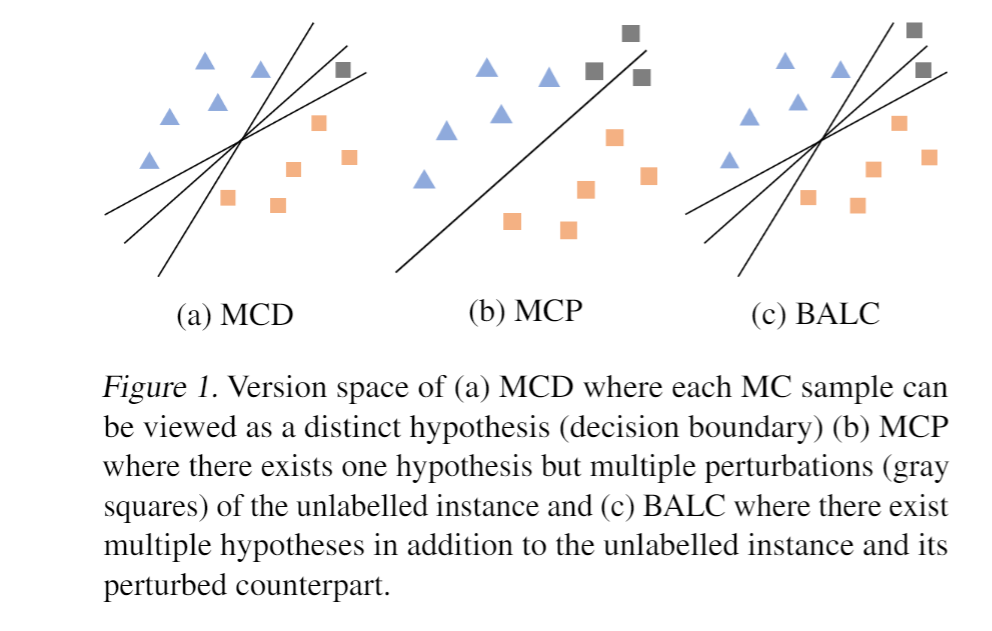 (a) MCD
(b) MCP
(c) BALC
Figure 1. Version space of (a) MCD where each MC sample can
be viewed as a distinct hypothesis (decision boundary) (b) MCP
where there exists one hypothesis but multiple perturbations (gray
squares) of the unlabelled instance and (c) BALC where there exist
multiple hypotheses in addition to the unlabelled instance and its
perturbed counterpart.